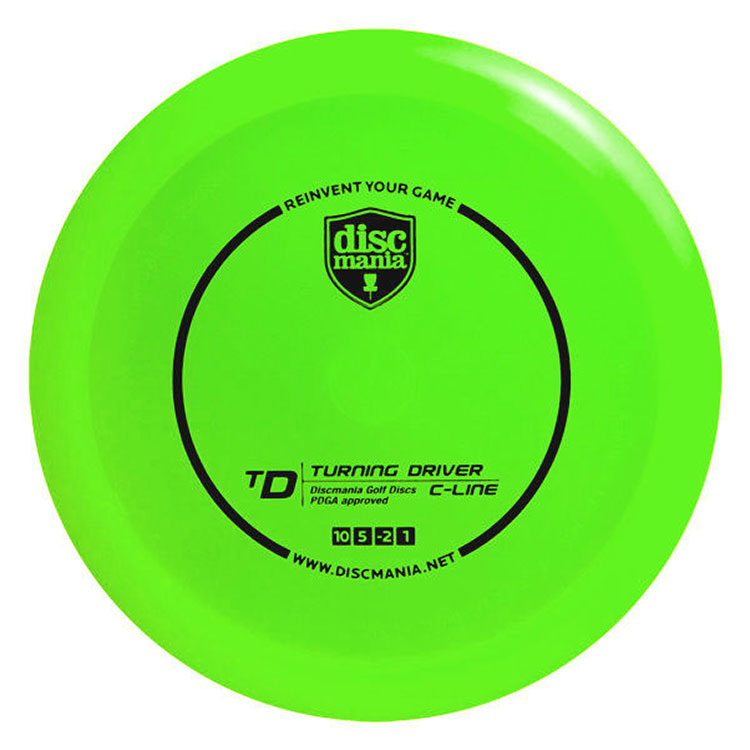 REINVENT YOUR GAME
disc
mania
TD
TURNING DRIVER
Discmania Golf Discs C-LINE
PDGA approved
10 5 -2 1
WWW.DISCMANIA.NET